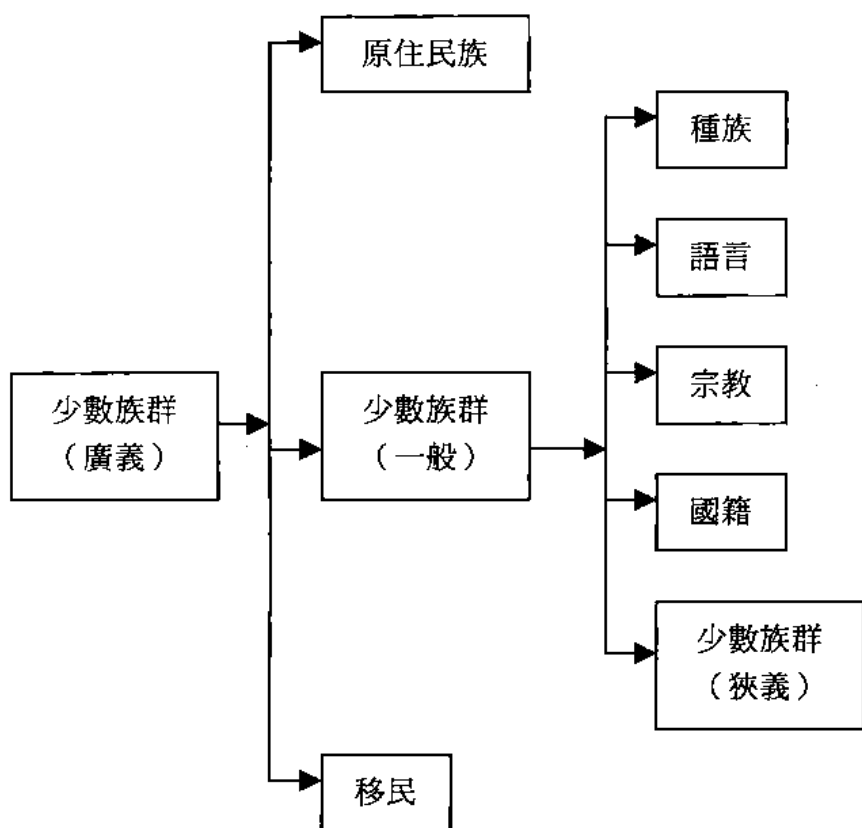 原住民族
種族
語言
少數族群
（廣義）
少數族群
（一般）
宗教
國籍
少數族群
（狹義）
移民